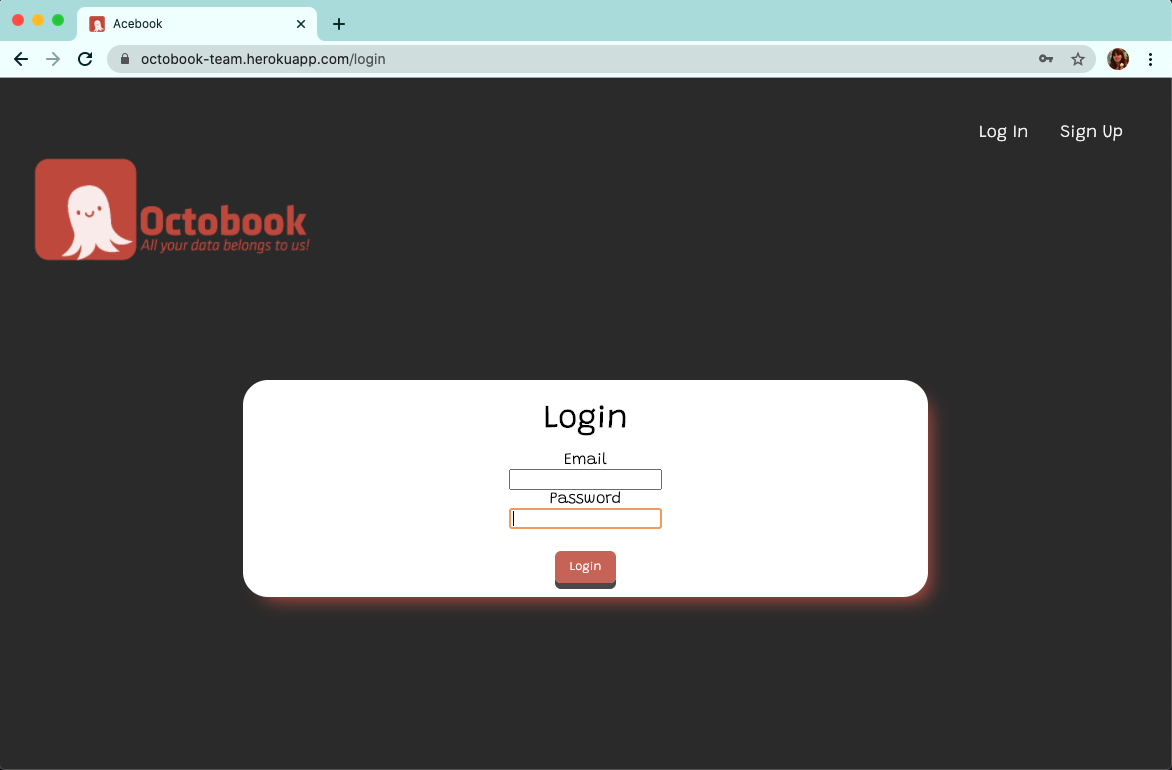 Acebook
octobook-team.herokuapp.com/login
Log In Sign Up
Octobook
All your data belongs to us!
Login
Email
Password
Login